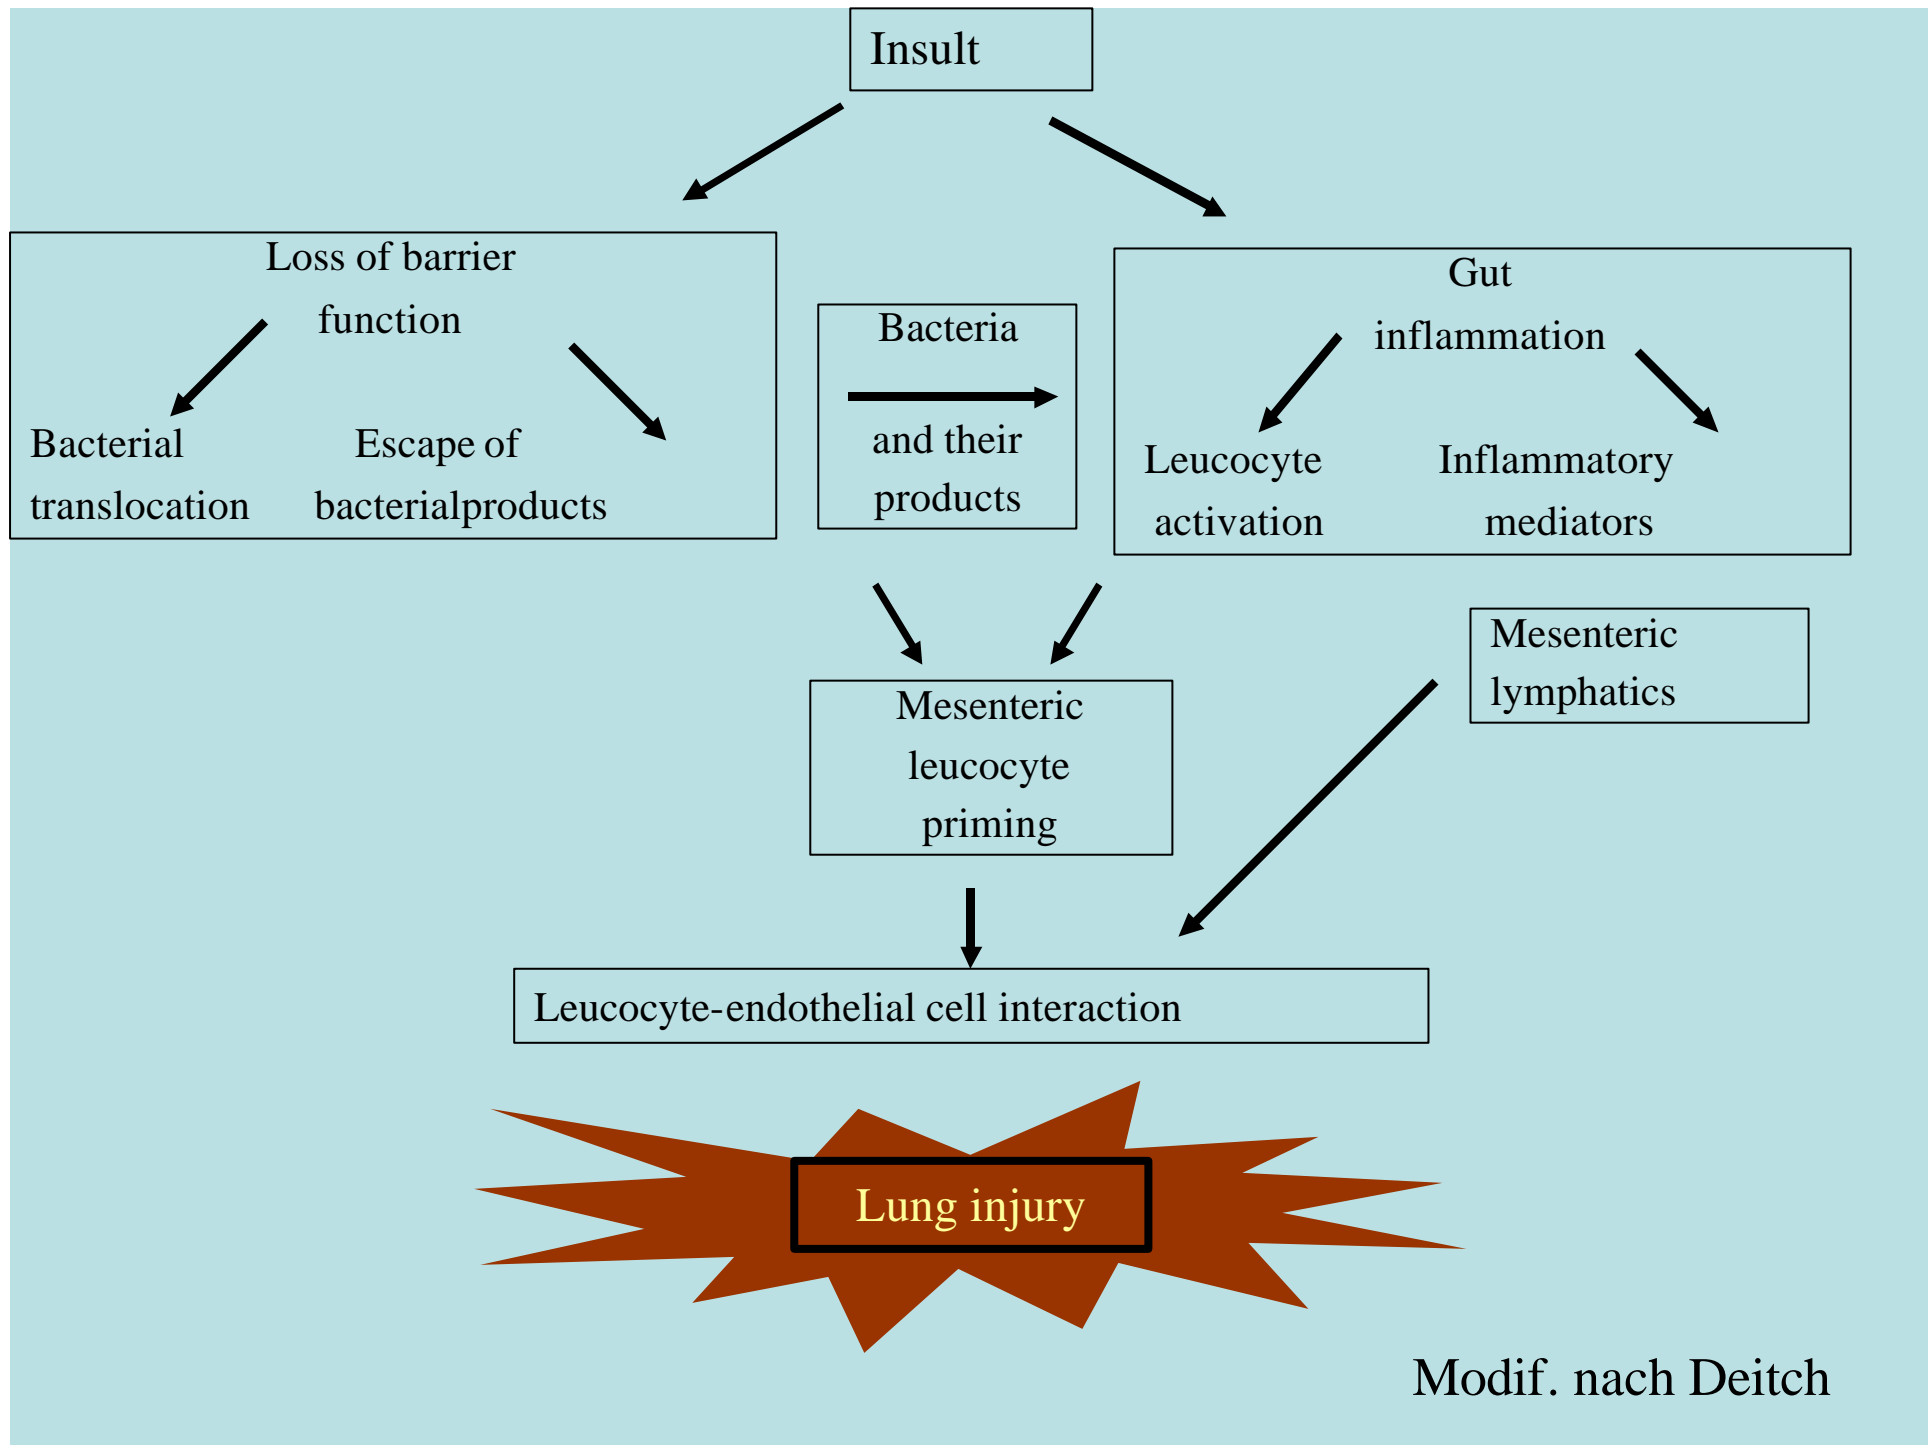 Insult
Loss of barrier
function
Bacterial
translocation
Escape of
bacterialproducts
Bacteria
and their
products
Gut
inflammation
Leucocyte
activation
Inflammatory
mediators
Mesenteric
lymphatics
Mesenteric
leucocyte
priming
Leucocyte-endothelial cell interaction
Lung injury
Modif. nach Deitch